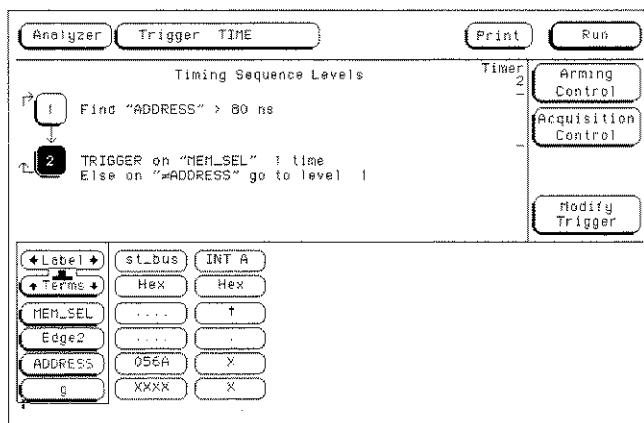 Analyzer Trigger TIME Print Run
Timing Sequence Levels
Timer
2
Arming
Control
1 Find "ADDRESS" > 80 ns
Acquisition
Control
2 TRIGGER on "MEM_SEL" 1 time
Else on "≠ADDRESS" go to level 1
Modify
Trigger
Label st_bus INT A
Terms Hex Hex
MEM_SEL .... ↑
Edge2 .... .
ADDRESS 056A X
g XXXX X